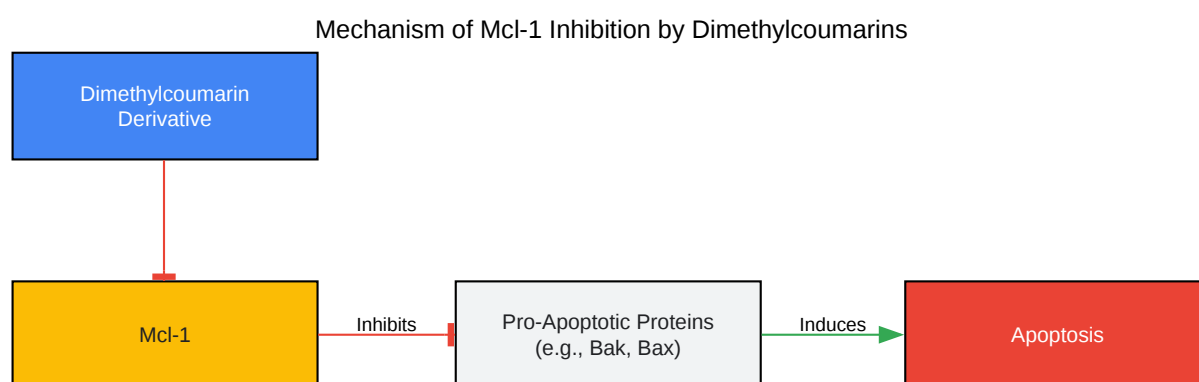 Mechanism of Mcl-1 Inhibition by Dimethylcoumarins
Dimethylcoumarin
Derivative
Mcl-1
Inhibits
Pro-Apoptotic Proteins
(e.g., Bak, Bax)
Induces
Apoptosis